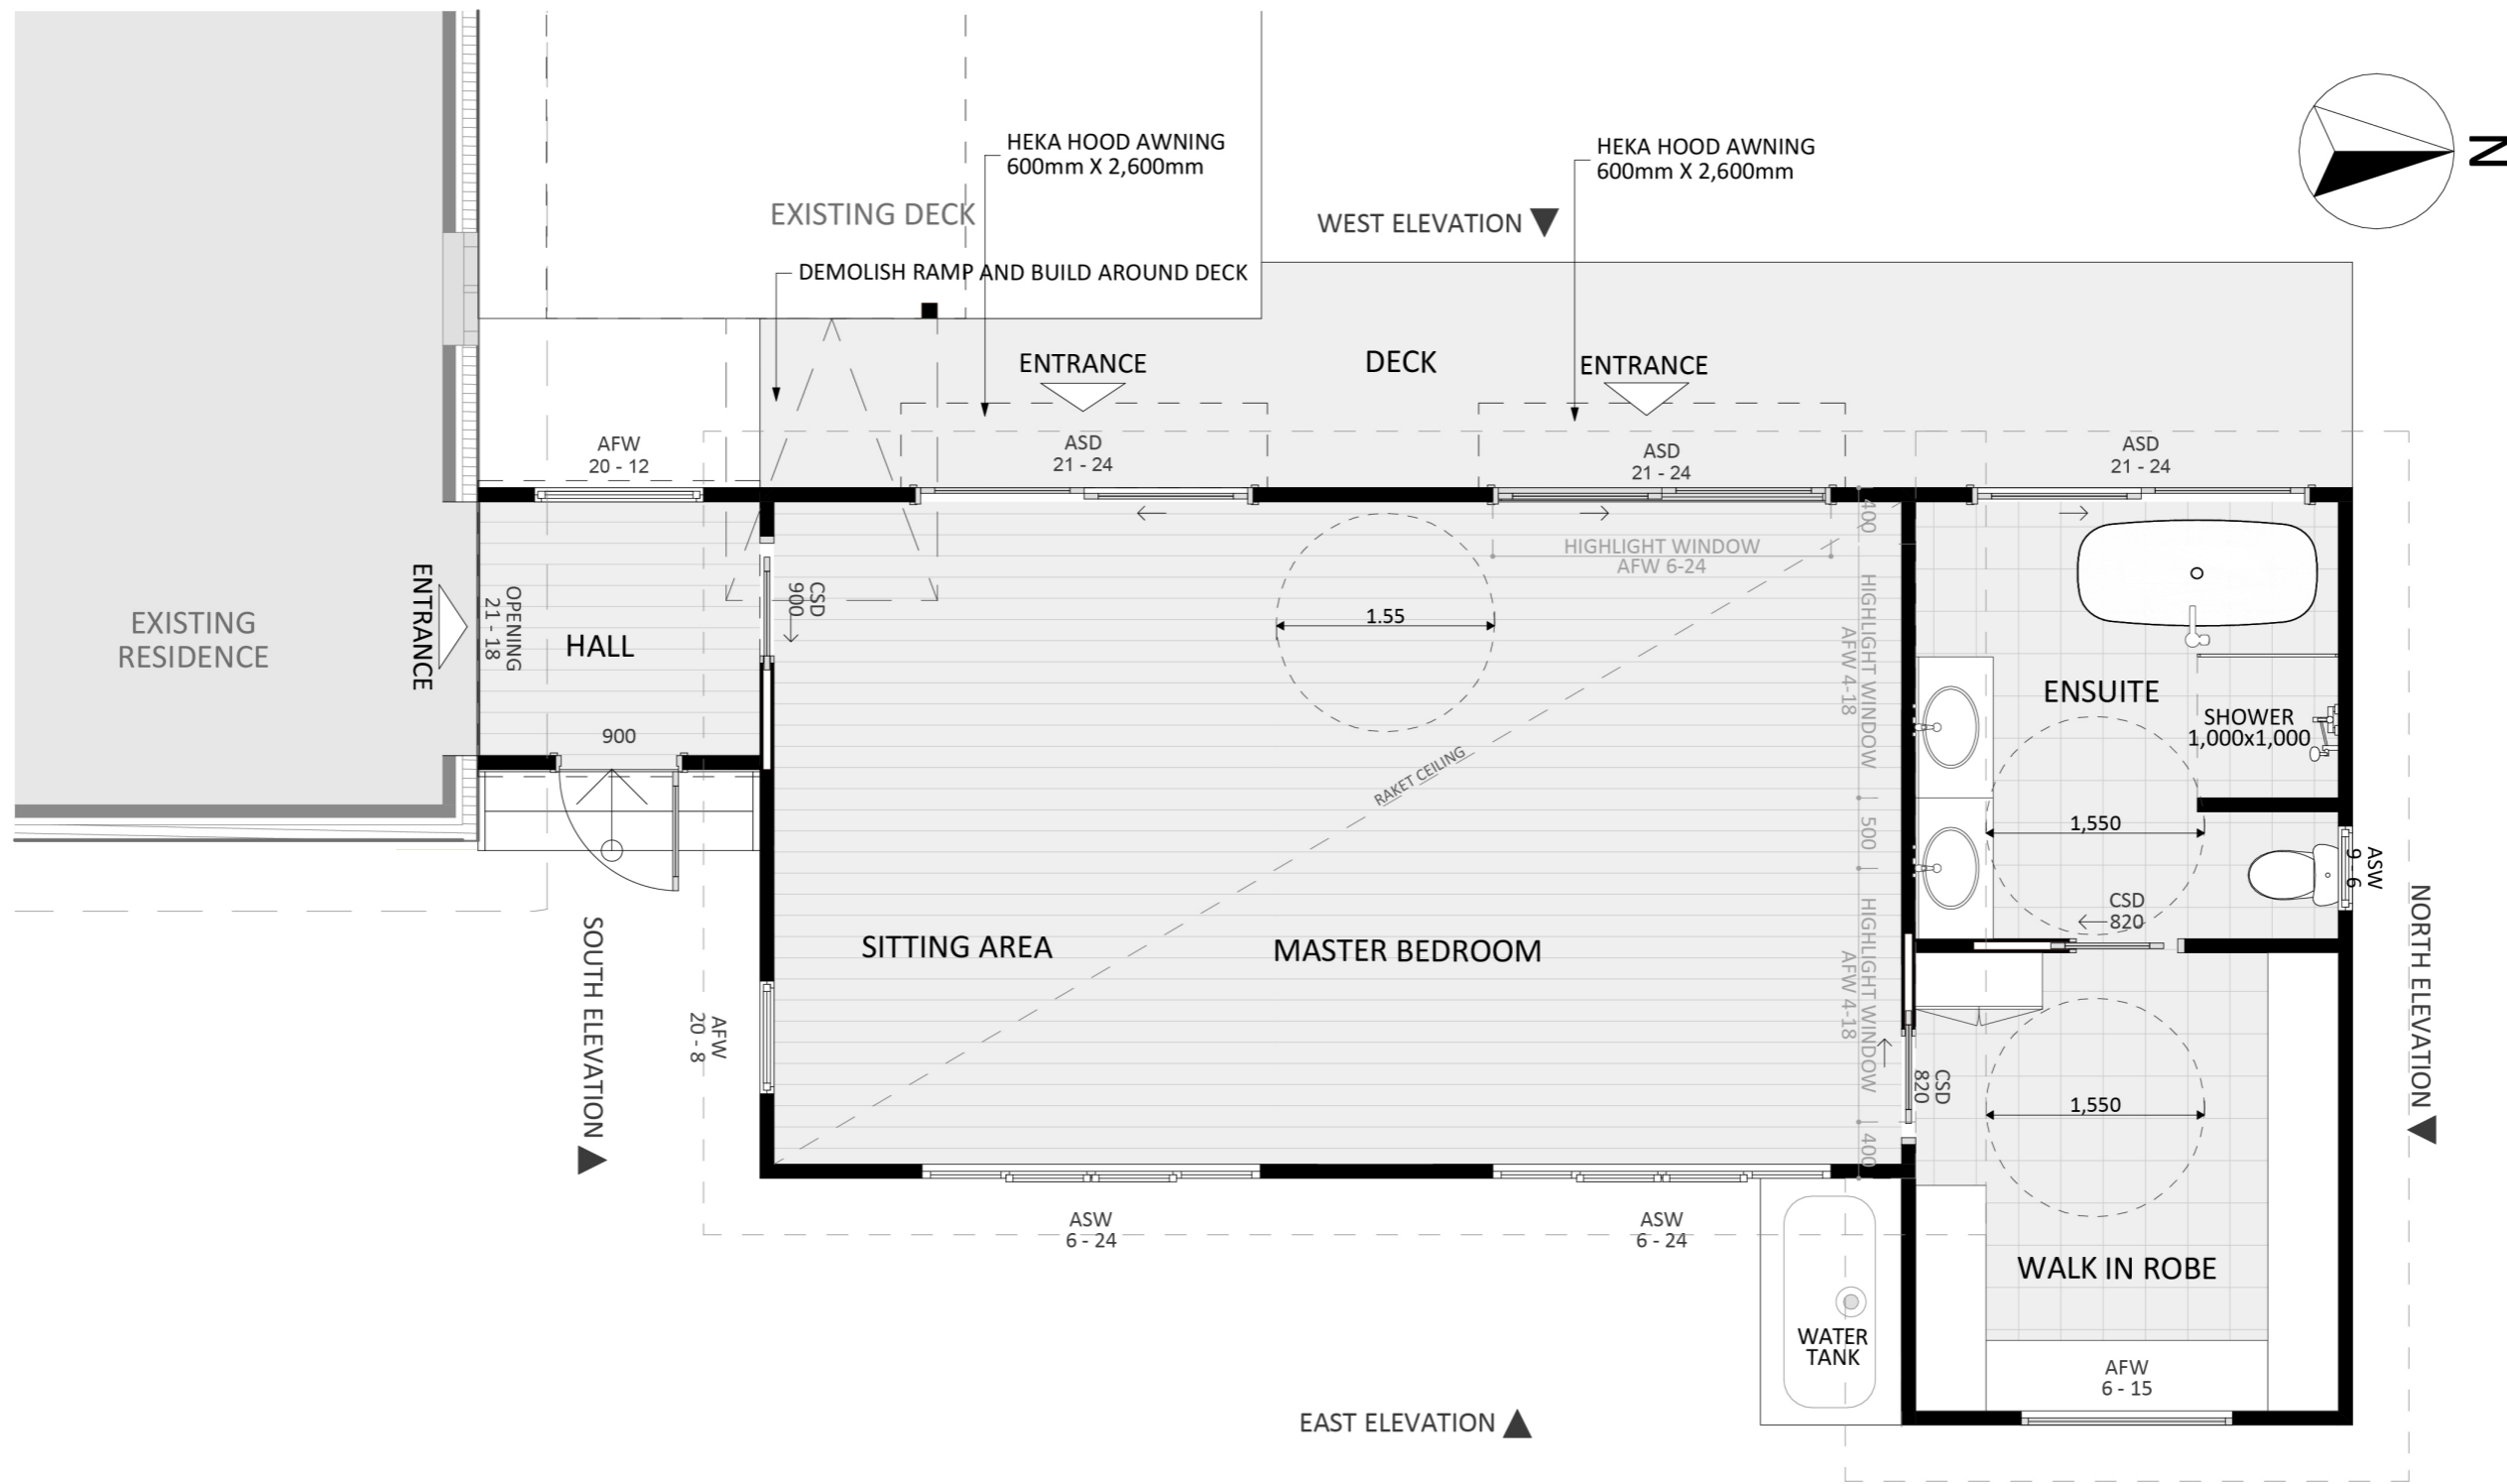 HEKA HOOD AWNING
600mm X 2,600mm
HEKA HOOD AWNING
600mm X 2,600mm
N
EXISTING DECK
WEST ELEVATION
DEMOLISH RAMP AND BUILD AROUND DECK
ENTRANCE
DECK
ENTRANCE
AFW
20 - 12
ASD
21 - 24
ASD
21 - 24
ASD
21 - 24
400
HIGHLIGHT WINDOW
AFW 6-24
EXISTING
RESIDENCE
ENTRANCE
OPENING
21 - 18
HALL
CSD
900
1.55
HIGHLIGHT WINDOW
AFW 4-18
ENSUITE
SHOWER
1,000x1,000
900
RAKET CEILING
500
1,550
ASW
9 - 6
CSD
820
SOUTH ELEVATION
SITTING AREA
MASTER BEDROOM
HIGHLIGHT WINDOW
AFW 4-18
NORTH ELEVATION
AFW
20 - 8
CSD
820
1,550
400
ASW
6 - 24
ASW
6 - 24
WALK IN ROBE
WATER
TANK
AFW
6 - 15
EAST ELEVATION